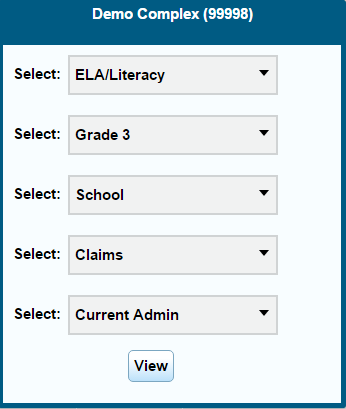 Demo Complex (99998)
Select: ELA/Literacy
Select: Grade 3
Select: School
Select: Claims
Select: Current Admin
View